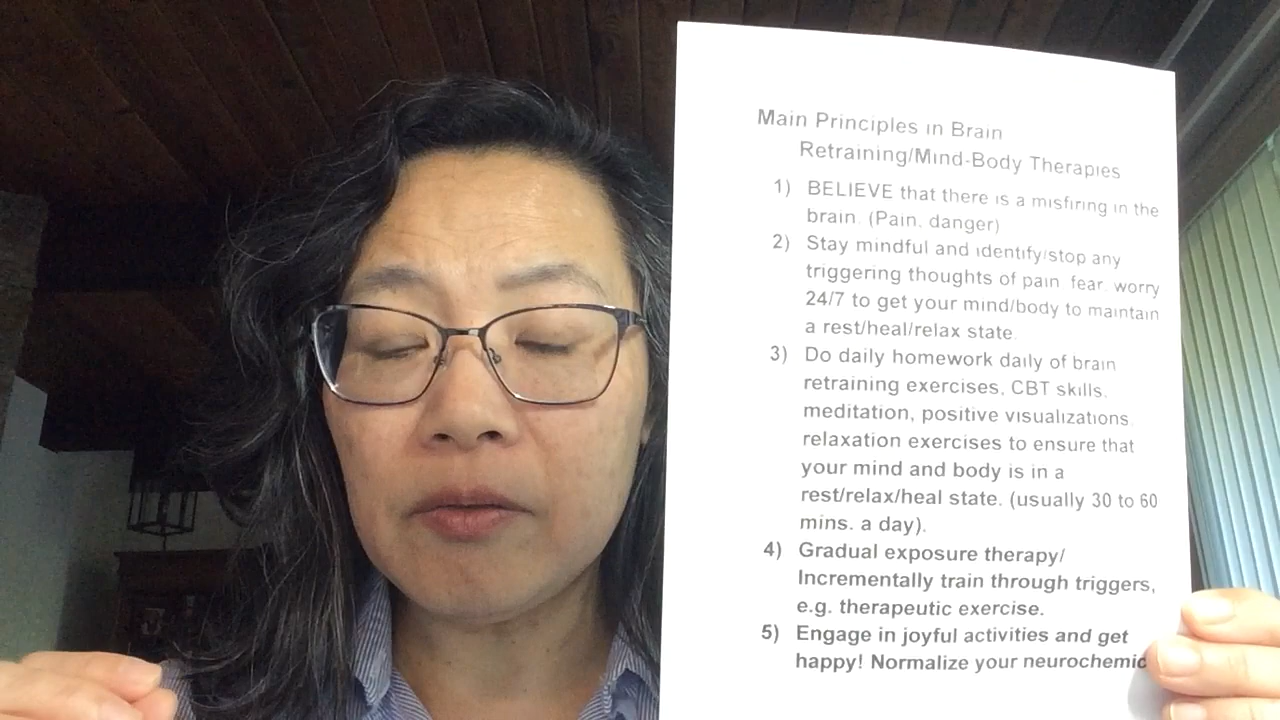 Main Principles in Brain
Retraining/Mind-Body Therapies
1) BELIEVE that there is a misfiring in the
brain. (Pain, danger)
2) Stay mindful and identify/stop any
triggering thoughts of pain fear, worry
24/7 to get your mind/body to maintain
a rest/heal/relax state.
3) Do daily homework daily of brain
retraining exercises, CBT skills,
meditation, positive visualizations,
relaxation exercises to ensure that
your mind and body is in a
rest/relax/heal state. (usually 30 to 60
mins. a day).
4) Gradual exposure therapy/
Incrementally train through triggers,
e.g. therapeutic exercise.
5) Engage in joyful activities and get
happy! Normalize your neurochemic